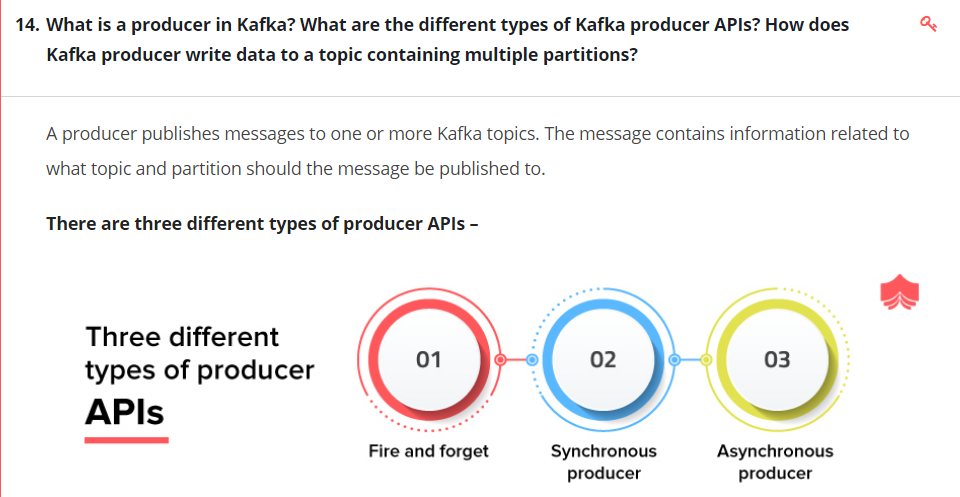 14. What is a producer in Kafka? What are the different types of Kafka producer APIs? How does
Kafka producer write data to a topic containing multiple partitions?
A producer publishes messages to one or more Kafka topics. The message contains information related to
what topic and partition should the message be published to.
There are three different types of producer APIs –
Three different
types of producer
APIs
01
02
03
Fire and forget
Synchronous
producer
Asynchronous
producer